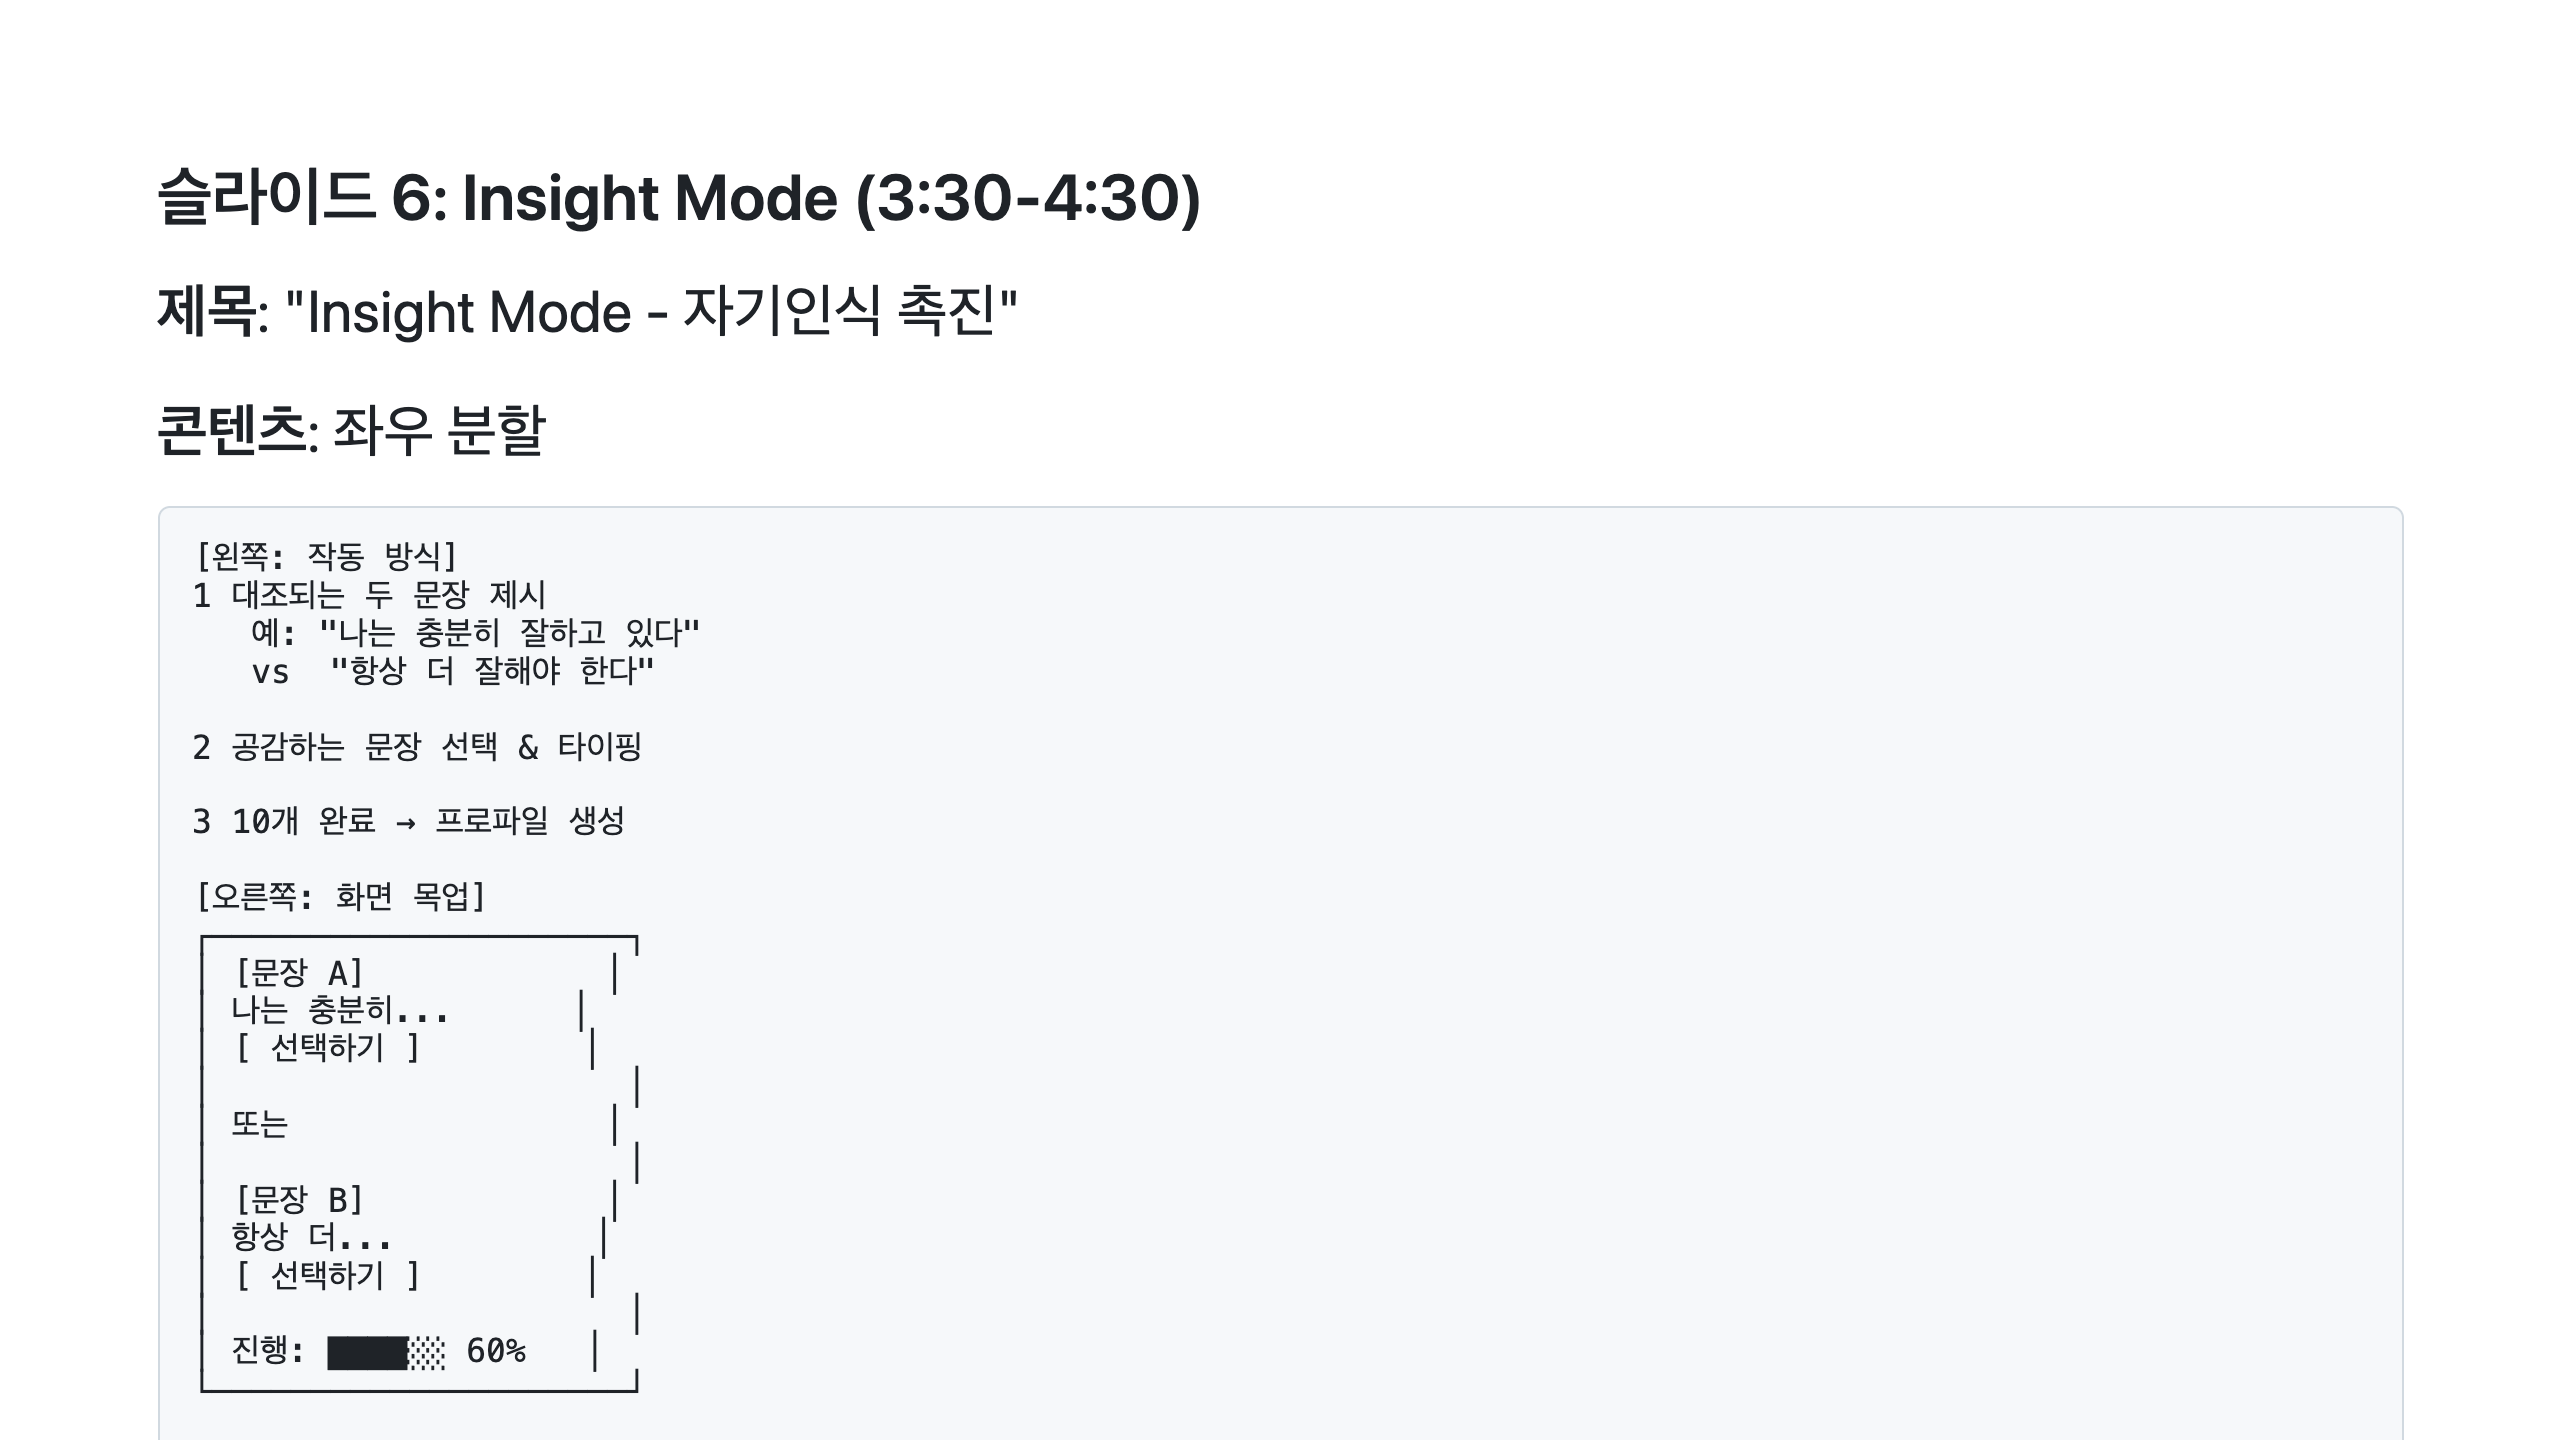 슬라이드 6: Insight Mode (3:30-4:30)
제목: "Insight Mode - 자기인식 촉진"
콘텐츠: 좌우 분할
[왼쪽: 작동 방식]
1 대조되는 두 문장 제시
예: "나는 충분히 잘하고 있다"
vs "항상 더 잘해야 한다"
2 공감하는 문장 선택 & 타이핑
3 10개 완료 → 프로파일 생성
[오른쪽: 화면 목업]
[문장 A]
나는 충분히...
[ 선택하기 ]
또는
[문장 B]
항상 더...
[ 선택하기 ]
진행: ████░░ 60%